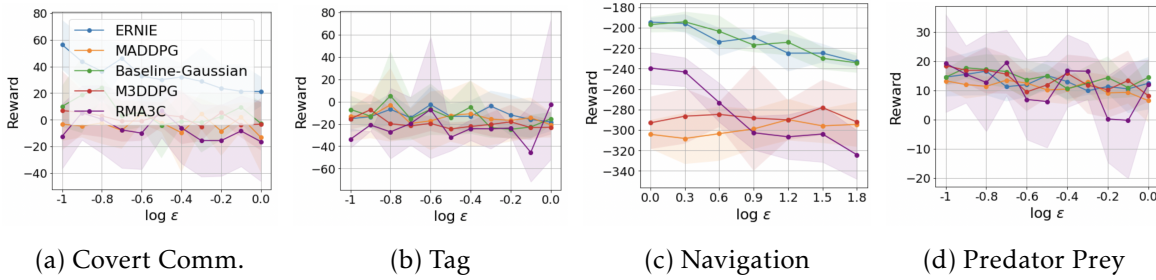 80
60
40
20
0
-20
-40
Reward
-1 -0.8 -0.6 -0.4 -0.2 0.0
log ε
ERNIE
MADDPG
Baseline-Gaussian
M3DDPG
RMA3C
80
60
40
20
0
-20
-40
-60
Reward
-1 -0.8 -0.6 -0.4 -0.2 0.0
log ε
-180
-200
-220
-240
-260
-280
-300
-320
-340
Reward
0.0 0.3 0.6 0.9 1.2 1.5 1.8
log ε
40
30
20
10
0
-10
-20
Reward
-1 -0.8 -0.6 -0.4 -0.2 0.0
log ε
(a) Covert Comm.
(b) Tag
(c) Navigation
(d) Predator Prey